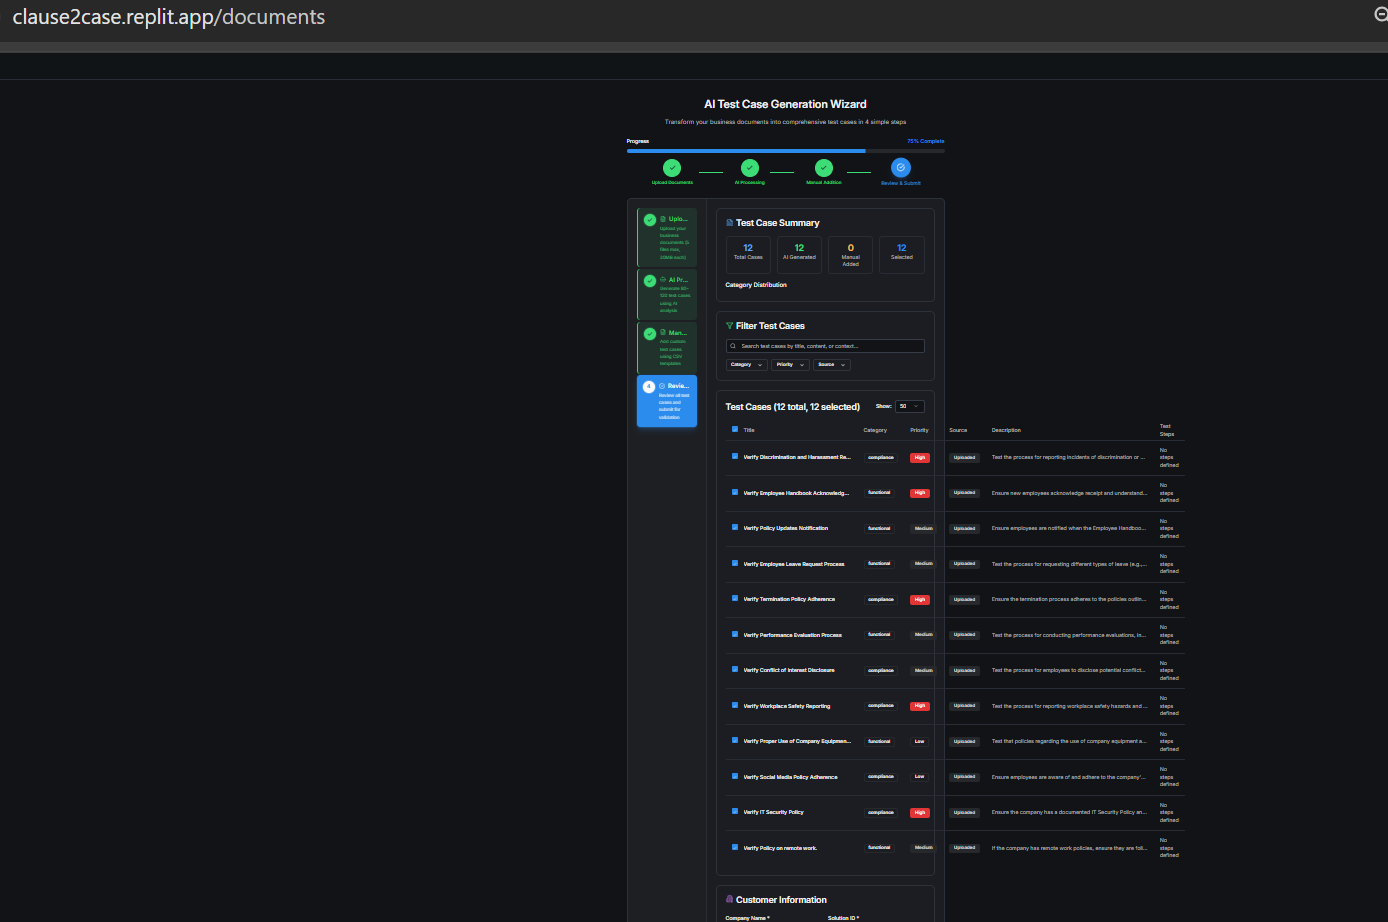 clause2case.replit.app/documents
AI Test Case Generation Wizard
Transform your business documents into comprehensive test cases in 4 simple steps
Progress
75% Complete
Upload Documents
AI Processing
Manual Addition
Review & Submit
Uplo...
Upload your
business
documents (5
files max,
20MB each)
AI Pr...
Generate 80-
120 test cases
using AI
analysis
Man...
Add custom
test cases
using CSV
templates
4
Revie...
Review all test
cases and
submit for
validation
Test Case Summary
12
Total Cases
12
AI Generated
0
Manual
Added
12
Selected
Category Distribution
Filter Test Cases
Search test cases by title, content, or context...
Category
Priority
Source
Test Cases (12 total, 12 selected)
Show:
50
Title Category Priority Source Description Test
Steps
Verify Discrimination and Harassment Re... compliance High Uploaded Test the process for reporting incidents of discrimination or ... No
steps
defined
Verify Employee Handbook Acknowledg... functional High Uploaded Ensure new employees acknowledge receipt and understand... No
steps
defined
Verify Policy Updates Notification functional Medium Uploaded Ensure employees are notified when the Employee Handboo... No
steps
defined
Verify Employee Leave Request Process functional Medium Uploaded Test the process for requesting different types of leave (e.g.,... No
steps
defined
Verify Termination Policy Adherence compliance High Uploaded Ensure the termination process adheres to the policies outlin... No
steps
defined
Verify Performance Evaluation Process functional Medium Uploaded Test the process for conducting performance evaluations, in... No
steps
defined
Verify Conflict of Interest Disclosure compliance Medium Uploaded Test the process for employees to disclose potential conflict... No
steps
defined
Verify Workplace Safety Reporting compliance High Uploaded Test the process for reporting workplace safety hazards and ... No
steps
defined
Verify Proper Use of Company Equipmen... functional Low Uploaded Test that policies regarding the use of company equipment a... No
steps
defined
Verify Social Media Policy Adherence compliance Low Uploaded Ensure employees are aware of and adhere to the company'... No
steps
defined
Verify IT Security Policy compliance High Uploaded Ensure the company has a documented IT Security Policy an... No
steps
defined
Verify Policy on remote work. functional Medium Uploaded If the company has remote work policies, ensure they are foll... No
steps
defined
Customer Information
Company Name *
Solution ID *